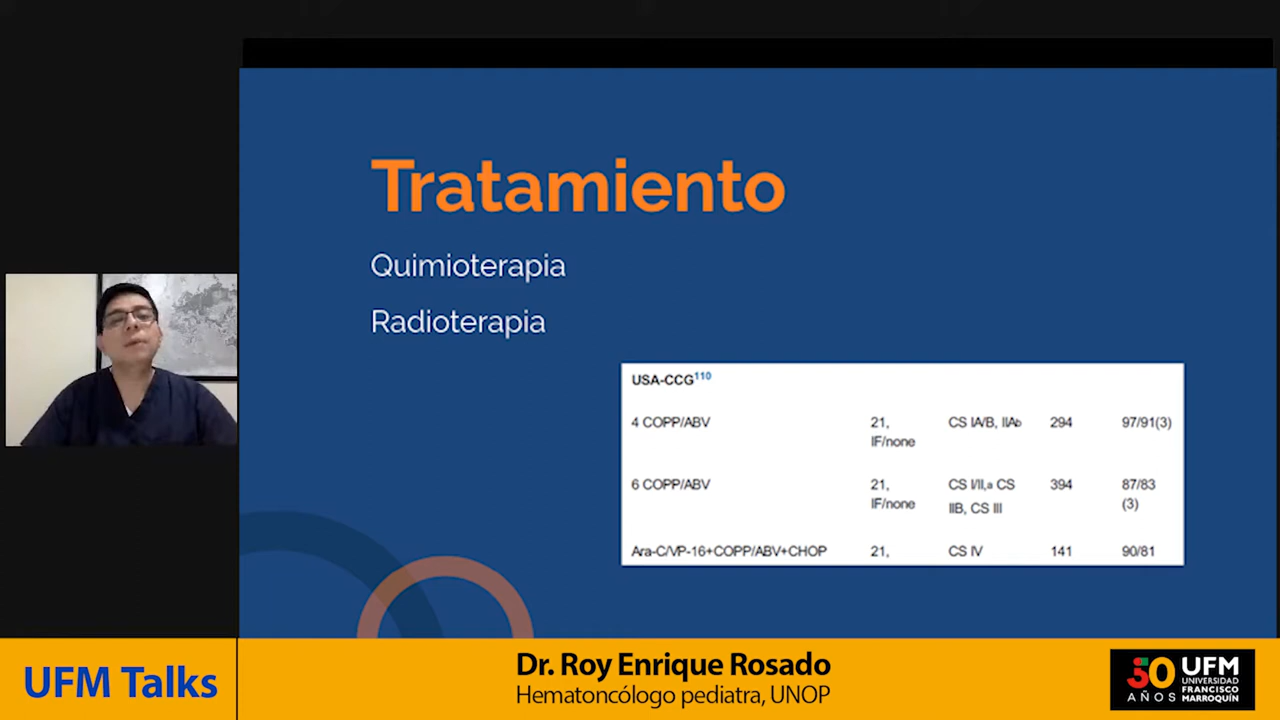 Tratamiento
Quimioterapia
Radioterapia
USA-CCG110
4 COPP/ABV 21, IF/none CS IA/B, IIAb 294 97/91(3)
6 COPP/ABV 21, IF/none CS I/II,a CS IIB, CS III 394 87/83 (3)
Ara-C/VP-16+COPP/ABV+CHOP 21, CS IV 141 90/81
UFM Talks
Dr. Roy Enrique Rosado
Hematoncólogo pediatra, UNOP
50 AÑOS
UFM
UNIVERSIDAD
FRANCISCO
MARROQUÍN